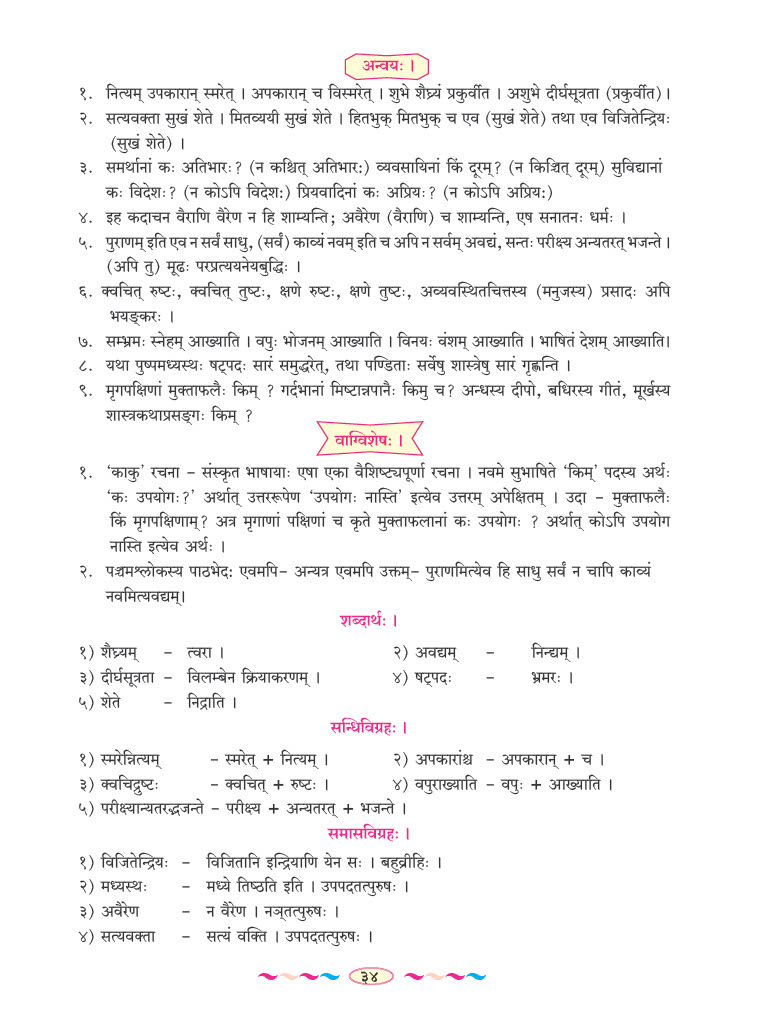 अन्वयः ।
१. नित्यम् उपकारान् स्मरेत् । अपकारान् च विस्मरेत् । शुभे शैघ्र्यं प्रकुर्वीत । अशुभे दीर्घसूत्रता (प्रकुर्वीत)।
२. सत्यवक्ता सुखं शेते । मितव्ययी सुखं शेते । हितभुक् मितभुक् च एव (सुखं शेते) तथा एव विजितेन्द्रियः
(सुखं शेते) ।
३. समर्थानां कः अतिभारः? (न कश्चित् अतिभारः) व्यवसायिनां किं दूरम्? (न किञ्चित् दूरम्) सुविद्यानां
कः विदेशः? (न कोऽपि विदेशः) प्रियवादिनां कः अप्रियः? (न कोऽपि अप्रियः)
४. इह कदाचन वैराणि वैरेण न हि शाम्यन्ति; अवैरेण (वैराणि) च शाम्यन्ति, एष सनातनः धर्मः ।
५. पुराणम् इति एव न सर्वं साधु, (सर्वं) काव्यं नवम् इति च अपि न सर्वम् अवद्यं, सन्तः परीक्ष्य अन्यतरत् भजन्ते ।
(अपि तु) मूढः परप्रत्ययनेयबुद्धिः ।
६. क्वचित् रुष्टः, क्वचित् तुष्टः, क्षणे रुष्टः, क्षणे तुष्टः, अव्यवस्थितचित्तस्य (मनुजस्य) प्रसादः अपि
भयङ्करः ।
७. सम्भ्रमः स्नेहम् आख्याति । वपुः भोजनम् आख्याति । विनयः वंशम् आख्याति । भाषितं देशम् आख्याति।
८. यथा पुष्पमध्यस्थः षट्पदः सारं समुद्धरेत्, तथा पण्डिताः सर्वेषु शास्त्रेषु सारं गृह्णन्ति ।
९. मृगपक्षिणां मुक्ताफलैः किम् ? गर्दभानां मिष्टान्नपानैः किमु च? अन्धस्य दीपो, बधिरस्य गीतं, मूर्खस्य
शास्त्रकथाप्रसङ्गः किम् ?
वाग्विशेषः ।
१. ‘काकु’ रचना – संस्कृत भाषायाः एषा एका वैशिष्ट्यपूर्णा रचना । नवमे सुभाषिते ‘किम्’ पदस्य अर्थः
‘कः उपयोगः?’ अर्थात् उत्तररूपेण ‘उपयोगः नास्ति’ इत्येव उत्तरम् अपेक्षितम् । उदा – मुक्ताफलैः
किं मृगपक्षिणाम्? अत्र मृगाणां पक्षिणां च कृते मुक्ताफलानां कः उपयोगः ? अर्थात् कोऽपि उपयोग
नास्ति इत्येव अर्थः ।
२. पञ्चमश्लोकस्य पाठभेदः एवमपि– अन्यत्र एवमपि उक्तम्– पुराणमित्येव हि साधु सर्वं न चापि काव्यं
नवमित्यवद्यम्।
शब्दार्थः ।
१) शैघ्र्यम् – त्वरा । २) अवद्यम् – निन्द्यम् ।
३) दीर्घसूत्रता – विलम्बेन क्रियाकरणम् । ४) षट्पदः – भ्रमरः ।
५) शेते – निद्राति ।
सन्धिविग्रहः ।
१) स्मरेन्नित्यम् – स्मरेत् + नित्यम् । २) अपकारांश्च – अपकारान् + च ।
३) क्वचिद्रुष्टः – क्वचित् + रुष्टः । ४) वपुराख्याति – वपुः + आख्याति ।
५) परीक्ष्यान्यतरद्भजन्ते – परीक्ष्य + अन्यतरत् + भजन्ते ।
समासविग्रहः ।
१) विजितेन्द्रियः – विजितानि इन्द्रियाणि येन सः । बहुव्रीहिः ।
२) मध्यस्थः – मध्ये तिष्ठति इति । उपपदतत्पुरुषः ।
३) अवैरेण – न वैरेण । नञ्तत्पुरुषः ।
४) सत्यवक्ता – सत्यं वक्ति । उपपदतत्पुरुषः ।
३४